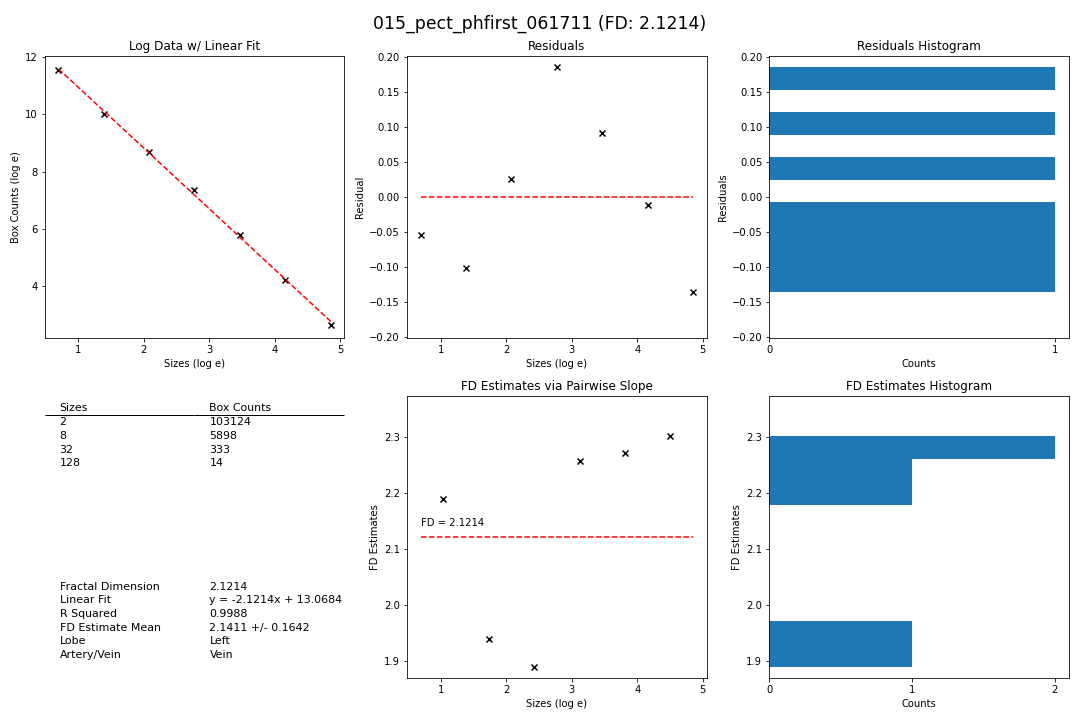 015_pect_phfirst_061711 (FD: 2.1214)
Log Data w/ Linear Fit
Box Counts (log e)
12
10
8
6
4
1 2 3 4 5
Sizes (log e)
Residuals
Residual
0.20
0.15
0.10
0.05
0.00
−0.05
−0.10
−0.15
−0.20
1 2 3 4 5
Sizes (log e)
Residuals Histogram
Residuals
0.20
0.15
0.10
0.05
0.00
−0.05
−0.10
−0.15
−0.20
0 1
Counts
Sizes Box Counts
2 103124
8 5898
32 333
128 14
Fractal Dimension 2.1214
Linear Fit y = -2.1214x + 13.0684
R Squared 0.9988
FD Estimate Mean 2.1411 +/- 0.1642
Lobe Left
Artery/Vein Vein
FD Estimates via Pairwise Slope
FD Estimates
2.3
2.2
2.1
2.0
1.9
FD = 2.1214
1 2 3 4 5
Sizes (log e)
FD Estimates Histogram
FD Estimates
2.3
2.2
2.1
2.0
1.9
0 1 2
Counts